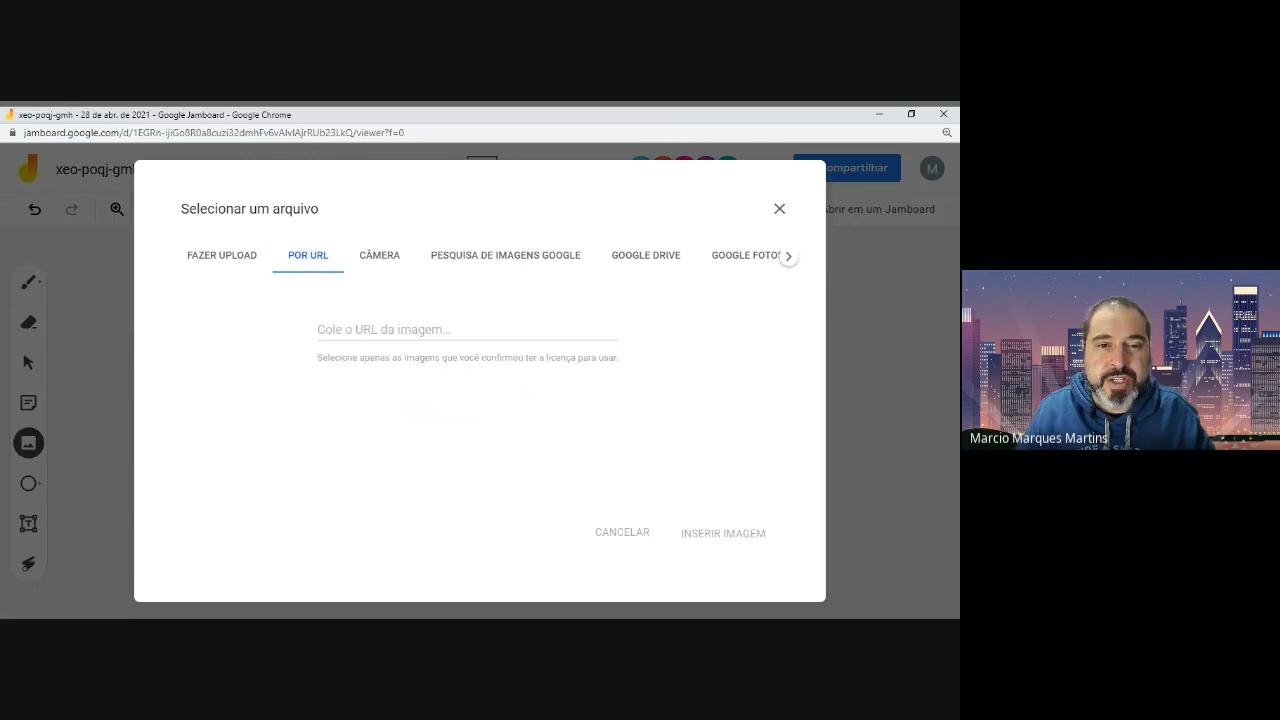 xeo-poqj-gmh - 28 de abr. de 2021 - Google Jamboard - Google Chrome
jamboard.google.com/d/1EGRn-ijiGo8R0a8cuzi32dmhFv6vAIvIAjrRUb23LkQ/viewer?f=0
xeo-poqj-gm
ompartilhar
M
Selecionar um arquivo
Abrir em um Jamboard
FAZER UPLOAD POR URL CÂMERA PESQUISA DE IMAGENS GOOGLE GOOGLE DRIVE GOOGLE FOTOS
Cole o URL da imagem...
Selecione apenas as imagens que você confirmou ter a licença para usar.
CANCELAR INSERIR IMAGEM
Marcio Marques Martins